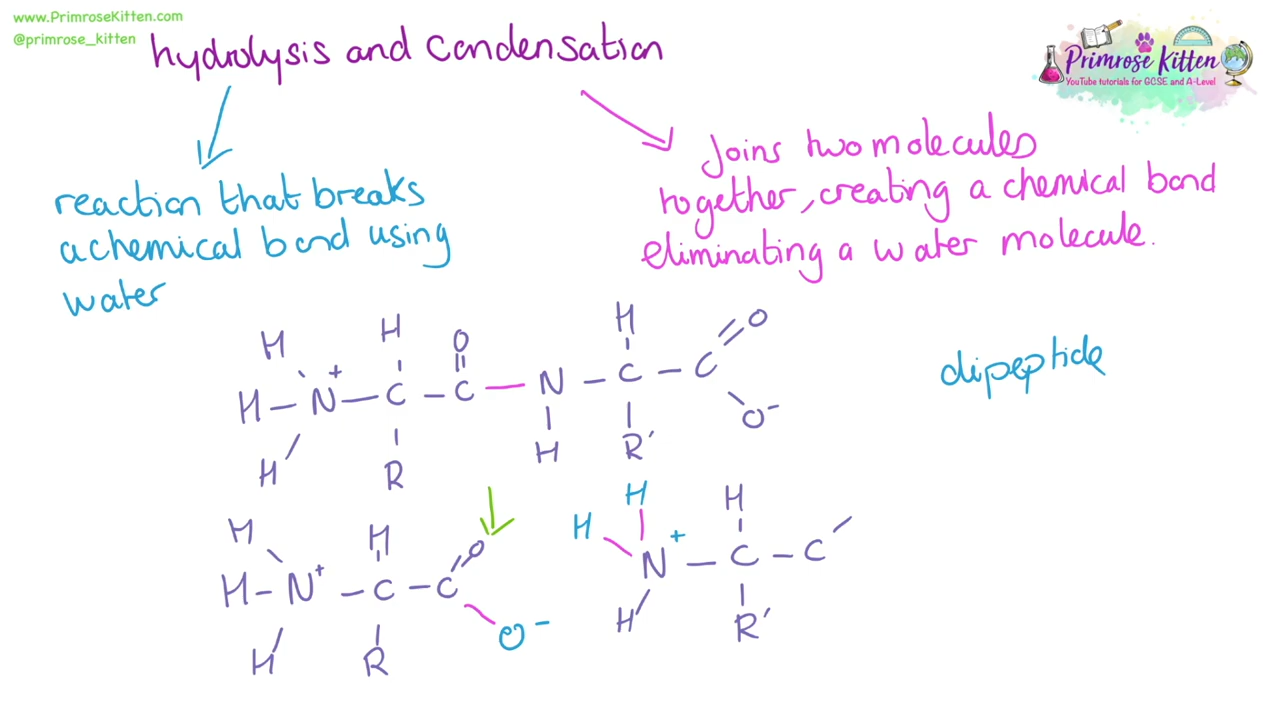 www.PrimroseKitten.com
@primrose_kitten
Primrose Kitten
YouTube tutorials for GCSE and A-Level
hydrolysis and condensation
reaction that breaks
a chemical bond using
water
Joins two molecules
together, creating a chemical bond
eliminating a water molecule.
dipeptide
H H O H O
H – N+ – C – C – N – C – C
H R H R' O-
H H O H H H
H – N+ – C – C N+ – C – C
H R O- H R'